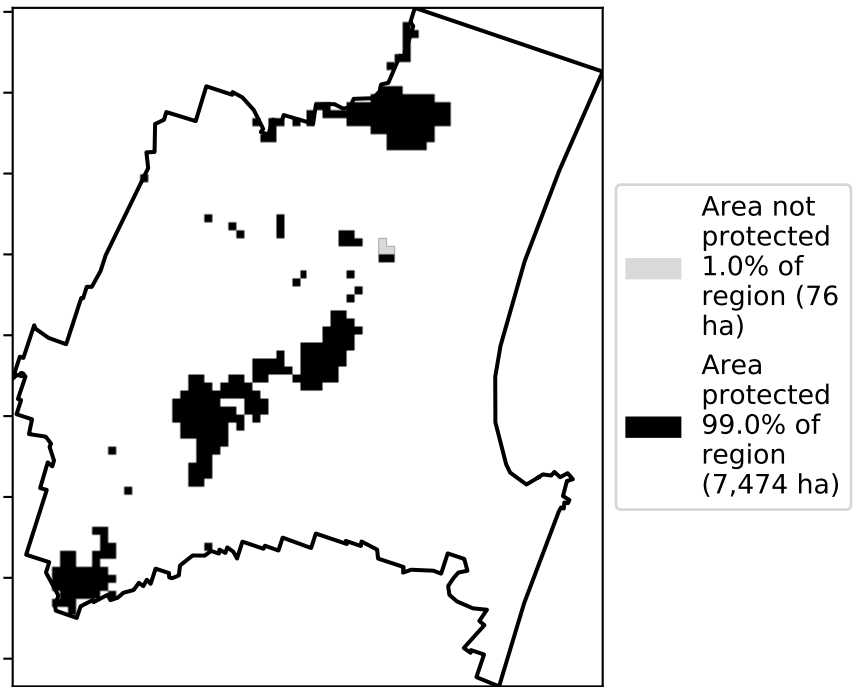 Area not
protected
1.0% of
region (76
ha)
Area
protected
99.0% of
region
(7,474 ha)